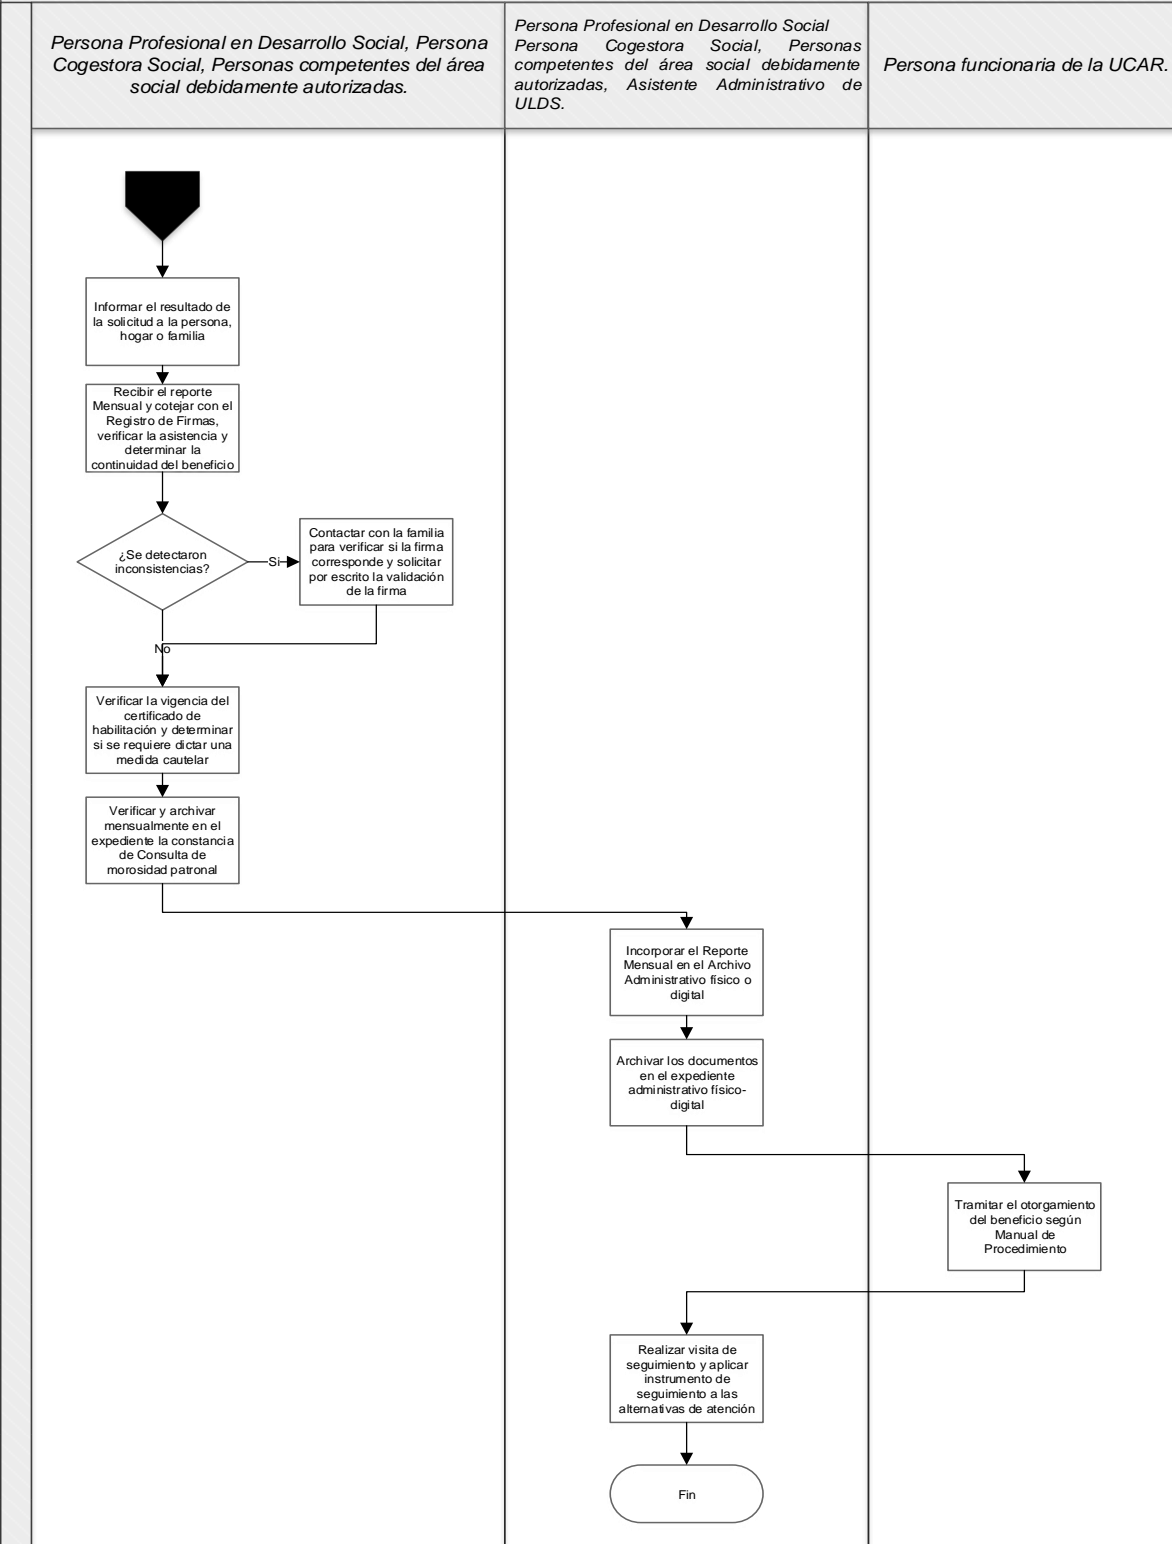 Persona Profesional en Desarrollo Social, Persona
Cogestora Social, Personas competentes del área
social debidamente autorizadas.
Persona Profesional en Desarrollo Social
Persona Cogestora Social, Personas
competentes del área social debidamente
autorizadas, Asistente Administrativo de
ULDS.
Persona funcionaria de la UCAR.
Informar el resultado de
la solicitud a la persona,
hogar o familia
Recibir el reporte
Mensual y cotejar con el
Registro de Firmas,
verificar la asistencia y
determinar la
continuidad del beneficio
¿Se detectaron
inconsistencias?
Si
Contactar con la familia
para verificar si la firma
corresponde y solicitar
por escrito la validación
de la firma
No
Verificar la vigencia del
certificado de
habilitación y determinar
si se requiere dictar una
medida cautelar
Verificar y archivar
mensualmente en el
expediente la constancia
de Consulta de
morosidad patronal
Incorporar el Reporte
Mensual en el Archivo
Administrativo físico o
digital
Archivar los documentos
en el expediente
administrativo físico-
digital
Tramitar el otorgamiento
del beneficio según
Manual de
Procedimiento
Realizar visita de
seguimiento y aplicar
instrumento de
seguimiento a las
alternativas de atención
Fin